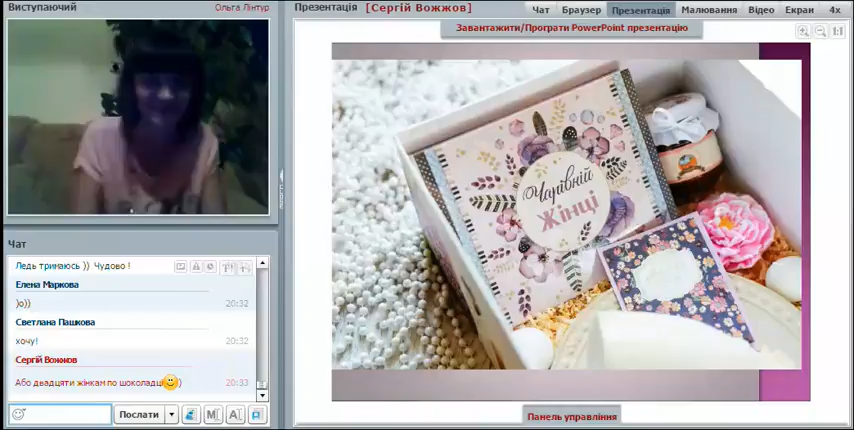 Виступаючий
Ольга Лінтур
Чат
Ледь тримаюсь )) Чудово !
Елена Маркова
)о))
20:32
Светлана Пашкова
хочу!
20:32
Сергій Вожжов
Або двадцяти жінкам по шоколадці )
20:33
Послати
Презентація [Сергій Вожжов]
Чат Браузер Презентація Малювання Відео Екран 4x
Завантажити/Програти PowerPoint презентацію
1:1
Чарівній
Жінці
Панель управління